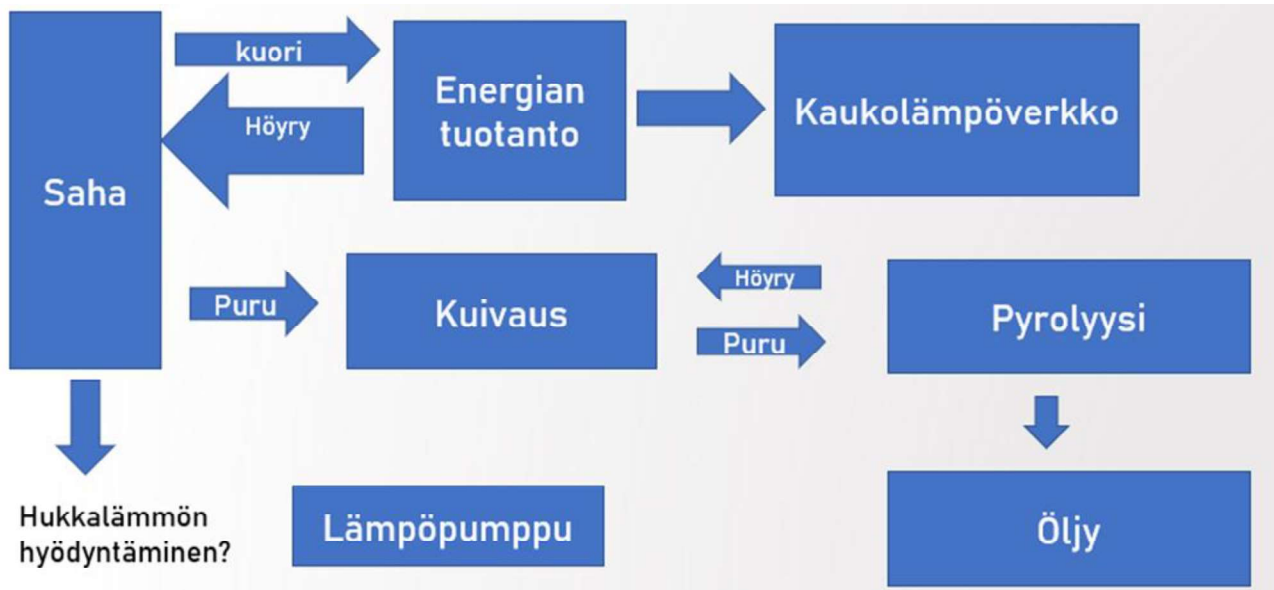 kuori
Energian
tuotanto
Kaukolämpöverkko
Höyry
Saha
Puru
Kuivaus
Höyry
Puru
Pyrolyysi
Hukkalämmön
hyödyntäminen?
Lämpöpumppu
Öljy